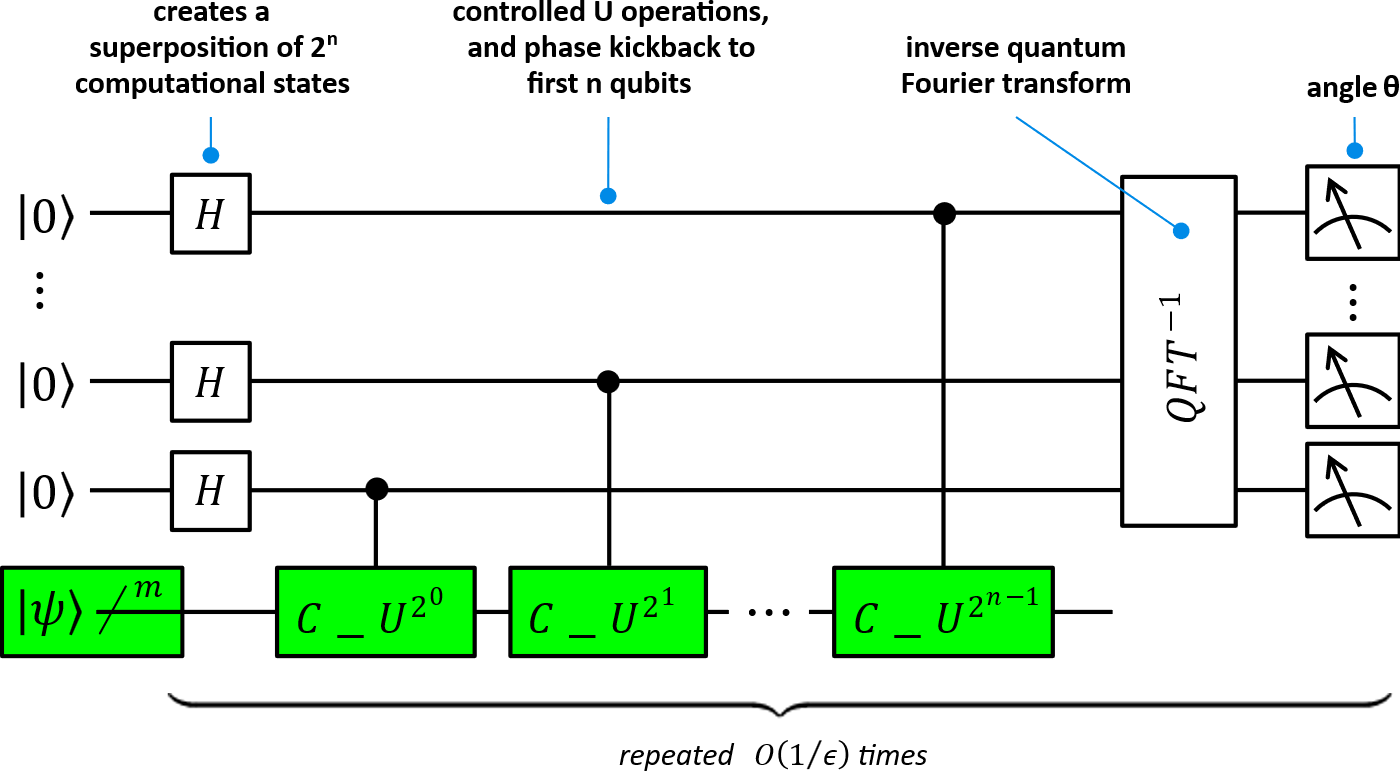 creates a
superposition of 2ⁿ
computational states
controlled U operations,
and phase kickback to
first n qubits
inverse quantum
Fourier transform
angle θ
|0⟩
H
⋮
|0⟩
H
|0⟩
H
QFT⁻¹
⋮
|ψ⟩ m
C _ U^{2^0}
C _ U^{2^1}
⋯
C _ U^{2^{n−1}}
repeated O(1/ϵ) times